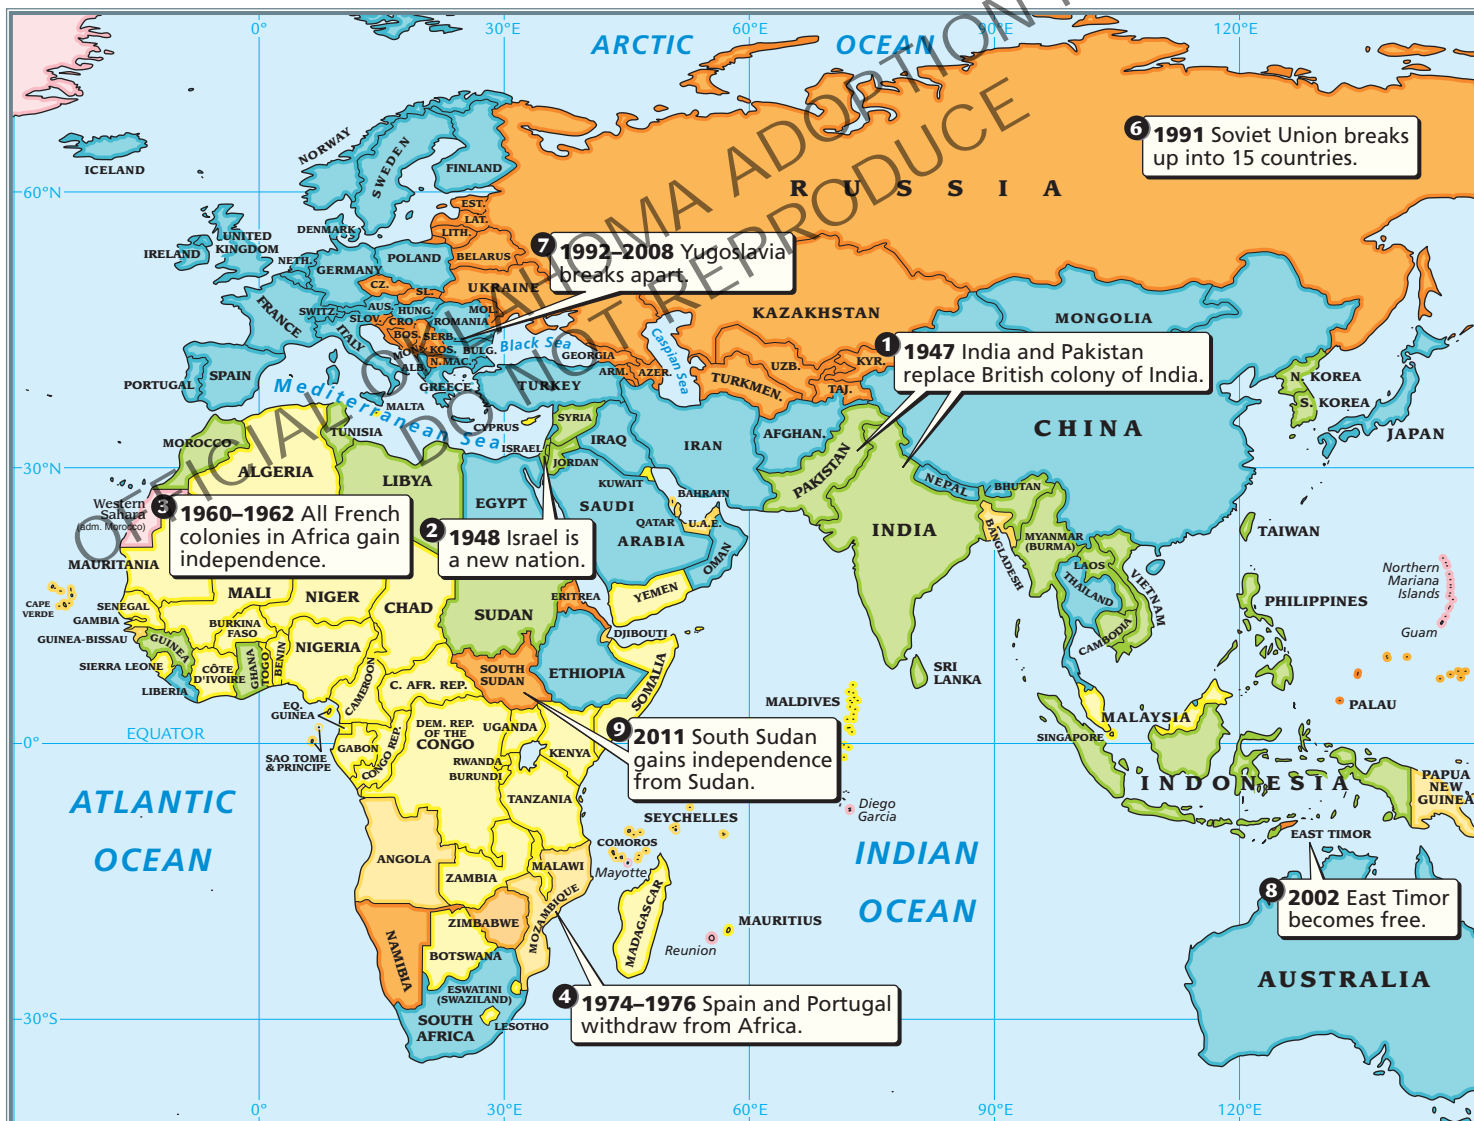 0°
30°E
60°E
120°E
ARCTIC OCEAN
OFFICIAL OKLAHOMA ADOPTION
DO NOT REPRODUCE
ICELAND
NORWAY
SWEDEN
FINLAND
RUSSIA
6 1991 Soviet Union breaks
up into 15 countries.
60°N
EST.
LAT.
LITH.
DENMARK
UNITED
KINGDOM
IRELAND
NETH.
GERMANY
POLAND
BELARUS
7 1992–2008 Yugoslavia
breaks apart.
CZ.
SL.
UKRAINE
FRANCE
SWITZ.
AUS.
HUNG.
MOL.
SLOV.
CRO.
ROMANIA
ITALY
BOS.
SERB.
MON.
KOS.
BULG.
ALB.
N.MAC.
Black Sea
Caspian Sea
KAZAKHSTAN
MONGOLIA
GEORGIA
ARM.
AZER.
UZB.
KYR.
TURKMEN.
TAJ.
1 1947 India and Pakistan
replace British colony of India.
PORTUGAL
SPAIN
Mediterranean Sea
GREECE
TURKEY
MALTA
CYPRUS
SYRIA
ISRAEL
IRAQ
IRAN
AFGHAN.
CHINA
N. KOREA
S. KOREA
JAPAN
MOROCCO
TUNISIA
30°N
ALGERIA
LIBYA
EGYPT
JORDAN
KUWAIT
BAHRAIN
SAUDI
ARABIA
QATAR
U.A.E.
OMAN
PAKISTAN
NEPAL
BHUTAN
INDIA
BANGLADESH
MYANMAR
(BURMA)
LAOS
THAILAND
VIETNAM
CAMBODIA
TAIWAN
Western
Sahara
(adm. Morocco)
3 1960–1962 All French
colonies in Africa gain
independence.
2 1948 Israel is
a new nation.
MAURITANIA
CAPE
VERDE
SENEGAL
GAMBIA
GUINEA-BISSAU
GUINEA
SIERRA LEONE
LIBERIA
MALI
BURKINA
FASO
CÔTE
D'IVOIRE
GHANA
TOGO
BENIN
NIGER
NIGERIA
CHAD
SUDAN
ERITREA
YEMEN
DJIBOUTI
ETHIOPIA
SOMALIA
SOUTH
SUDAN
CAMEROON
C. AFR. REP.
EQ.
GUINEA
SAO TOME
& PRINCIPE
GABON
CONGO REP.
DEM. REP.
OF THE
CONGO
UGANDA
KENYA
RWANDA
BURUNDI
TANZANIA
EQUATOR
0°
9 2011 South Sudan
gains independence
from Sudan.
MALDIVES
SRI
LANKA
Northern
Mariana
Islands
Guam
PHILIPPINES
PALAU
MALAYSIA
SINGAPORE
INDONESIA
PAPUA
NEW
GUINEA
EAST TIMOR
8 2002 East Timor
becomes free.
ATLANTIC
OCEAN
INDIAN
OCEAN
SEYCHELLES
Diego
Garcia
COMOROS
Mayotte
ANGOLA
ZAMBIA
MALAWI
MOZAMBIQUE
ZIMBABWE
NAMIBIA
BOTSWANA
MADAGASCAR
MAURITIUS
Reunion
ESWATINI
(SWAZILAND)
LESOTHO
SOUTH
AFRICA
4 1974–1976 Spain and Portugal
withdraw from Africa.
AUSTRALIA
30°S
0°
30°E
60°E
90°E
120°E